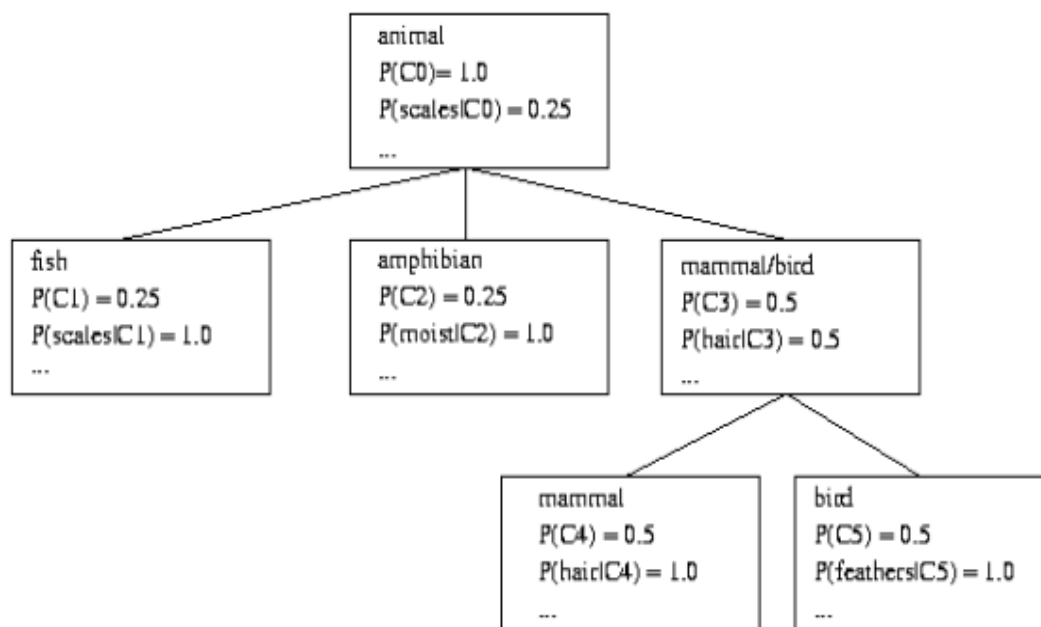 animal
P(C0)= 1.0
P(scales|C0) = 0.25
...
fish
P(C1) = 0.25
P(scales|C1) = 1.0
...
amphibian
P(C2) = 0.25
P(moist|C2) = 1.0
...
mammal/bird
P(C3) = 0.5
P(hair|C3) = 0.5
...
mammal
P(C4) = 0.5
P(hair|C4) = 1.0
...
bird
P(C5) = 0.5
P(feathers|C5) = 1.0
...